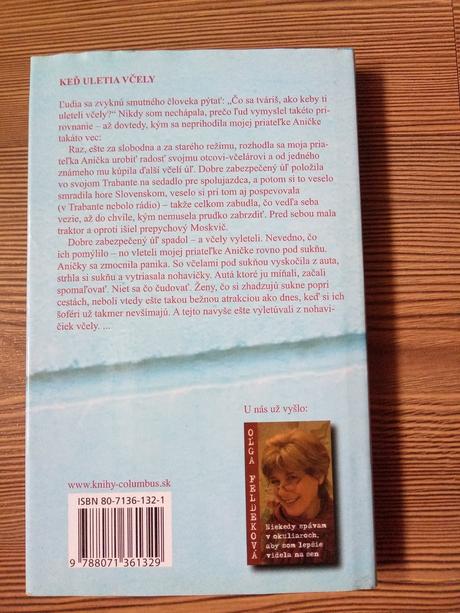 KEĎ ULETIA VČELY
Ľudia sa zvyknú smutného človeka pýtať: „Čo sa tváriš, ako keby ti
uleteli včely?“ Nikdy som nechápala, prečo ľud vymyslel takéto pri-
rovnanie – až dovtedy, kým sa neprihodila mojej priateľke Aničke
takáto vec:
Raz, ešte za slobodna a za starého režimu, rozhodla sa moja pria-
teľka Anička urobiť radosť svojmu otcovi-včelárovi a od jedného
známeho mu kúpila ďalší včelí úľ. Dobre zabezpečený úľ položila
vo svojom Trabante na sedadlo pre spolujazdca, a potom si to veselo
smradila hore Slovenskom, veselo si pri tom aj pospevovala
(v Trabante nebolo rádio) – takže celkom zabudla, čo vedľa seba
vezie, až do chvíle, kým nemusela prudko zabrzdiť. Pred sebou mala
traktor a oproti išiel prepychový Moskvič.
Dobre zabezpečený úľ spadol – a včely vyleteli. Nevedno, čo
ich pomýlilo – no vleteli mojej priateľke Aničke rovno pod sukňu.
Aničky sa zmocnila panika. So včelami pod sukňou vyskočila z auta,
strhla si sukňu a vytriasala nohavičky. Autá ktoré ju míňali, začali
spomaľovať. Niet sa čo čudovať. Ženy, čo si zhadzujú sukne popri
cestách, neboli vtedy ešte takou bežnou atrakciou ako dnes, keď si ich
šoféri už takmer nevšímajú. A tejto navyše ešte vyletúvali z nohavi-
čiek včely. ...
U nás už vyšlo:
OĽGA FELDEKOVÁ
Niekedy spávam
v okuliaroch,
aby som lepšie
videla na sen
www.knihy-columbus.sk
ISBN 80-7136-132-1
9 788071 361329